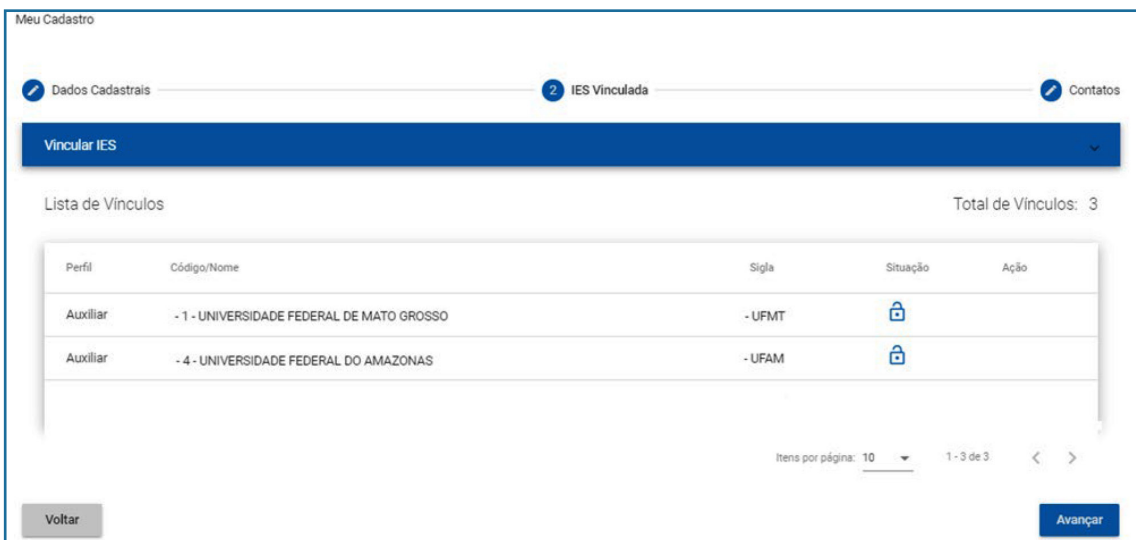 Meu Cadastro
Dados Cadastrais 2 IES Vinculada Contatos
Vincular IES
Lista de Vínculos Total de Vínculos: 3
Perfil Código/Nome Sigla Situação Ação
Auxiliar - 1 - UNIVERSIDADE FEDERAL DE MATO GROSSO - UFMT
Auxiliar - 4 - UNIVERSIDADE FEDERAL DO AMAZONAS - UFAM
Itens por página: 10 1 - 3 de 3
Voltar Avançar